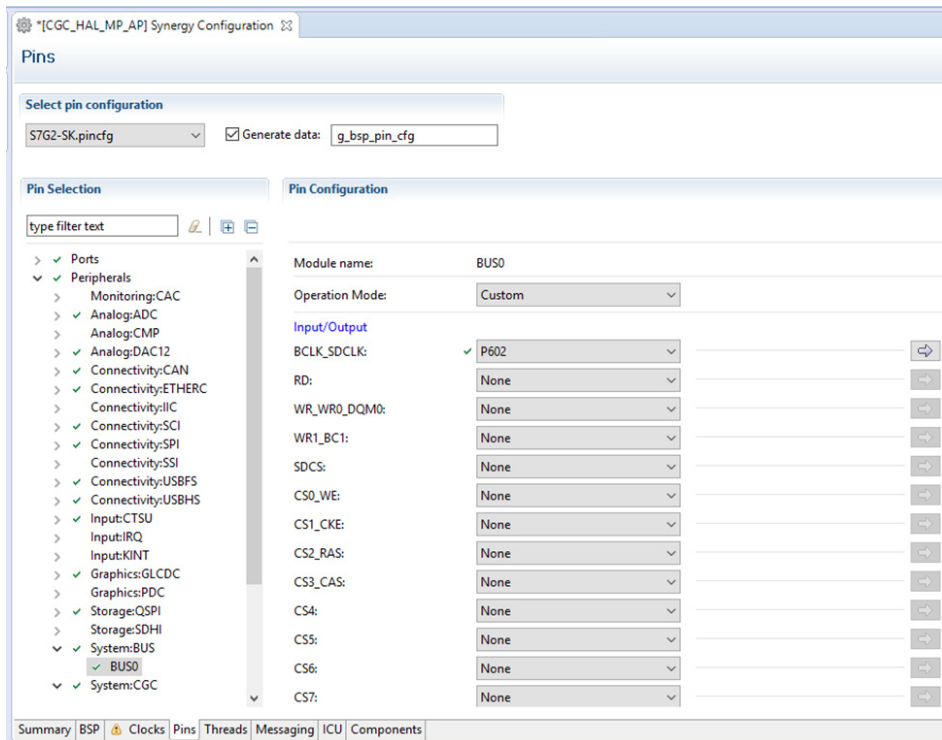 *[CGC_HAL_MP_AP] Synergy Configuration
Pins
Select pin configuration
S7G2-SK.pincfg Generate data: g_bsp_pin_cfg
Pin Selection
type filter text
Ports
Peripherals
Monitoring:CAC
Analog:ADC
Analog:CMP
Analog:DAC12
Connectivity:CAN
Connectivity:ETHERC
Connectivity:IIC
Connectivity:SCI
Connectivity:SPI
Connectivity:SSI
Connectivity:USBFS
Connectivity:USBHS
Input:CTSU
Input:IRQ
Input:KINT
Graphics:GLCDC
Graphics:PDC
Storage:QSPI
Storage:SDHI
System:BUS
BUS0
System:CGC
Pin Configuration
Module name: BUS0
Operation Mode: Custom
Input/Output
BCLK_SDCLK: P602
RD: None
WR_WR0_DQM0: None
WR1_BC1: None
SDCS: None
CS0_WE: None
CS1_CKE: None
CS2_RAS: None
CS3_CAS: None
CS4: None
CS5: None
CS6: None
CS7: None
Summary BSP Clocks Pins Threads Messaging ICU Components